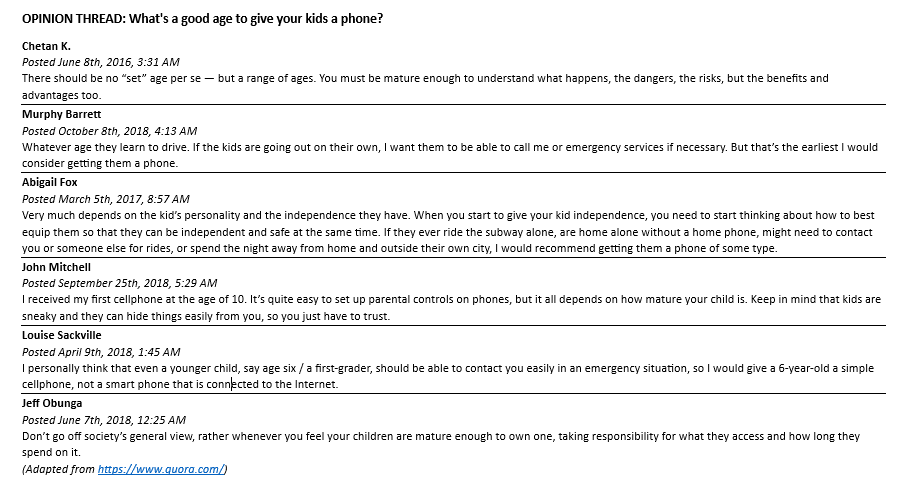 OPINION THREAD: What's a good age to give your kids a phone?
Chetan K.
Posted June 8th, 2016, 3:31 AM
There should be no “set” age per se — but a range of ages. You must be mature enough to understand what happens, the dangers, the risks, but the benefits and
advantages too.
Murphy Barrett
Posted October 8th, 2018, 4:13 AM
Whatever age they learn to drive. If the kids are going out on their own, I want them to be able to call me or emergency services if necessary. But that’s the earliest I would
consider getting them a phone.
Abigail Fox
Posted March 5th, 2017, 8:57 AM
Very much depends on the kid’s personality and the independence they have. When you start to give your kid independence, you need to start thinking about how to best
equip them so that they can be independent and safe at the same time. If they ever ride the subway alone, are home alone without a home phone, might need to contact
you or someone else for rides, or spend the night away from home and outside their own city, I would recommend getting them a phone of some type.
John Mitchell
Posted September 25th, 2018, 5:29 AM
I received my first cellphone at the age of 10. It’s quite easy to set up parental controls on phones, but it all depends on how mature your child is. Keep in mind that kids are
sneaky and they can hide things easily from you, so you just have to trust.
Louise Sackville
Posted April 9th, 2018, 1:45 AM
I personally think that even a younger child, say age six / a first-grader, should be able to contact you easily in an emergency situation, so I would give a 6-year-old a simple
cellphone, not a smart phone that is connected to the Internet.
Jeff Obunga
Posted June 7th, 2018, 12:25 AM
Don’t go off society’s general view, rather whenever you feel your children are mature enough to own one, taking responsibility for what they access and how long they
spend on it.
(Adapted from https://www.quora.com/)